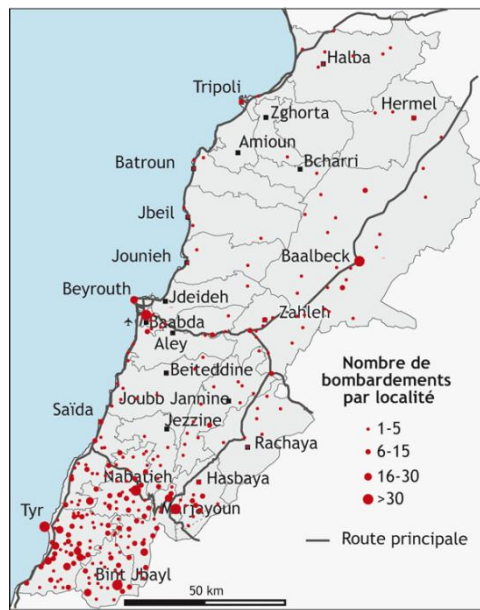 Halba
Tripoli
Hermel
Zghorta
Amioun
Batroun
Bcharri
Jbeil
Jounieh
Baalbeck
Beyrouth
Jdeideh
Baabda
Zahleh
Aley
Beiteddine
Joubb Jannine
Saïda
Jezzine
Rachaya
Nabatieh
Hasbaya
Tyr
Marjayoun
Bint Jbayl
Nombre de
bombardements
par localité
1-5
6-15
16-30
>30
Route principale
50 km